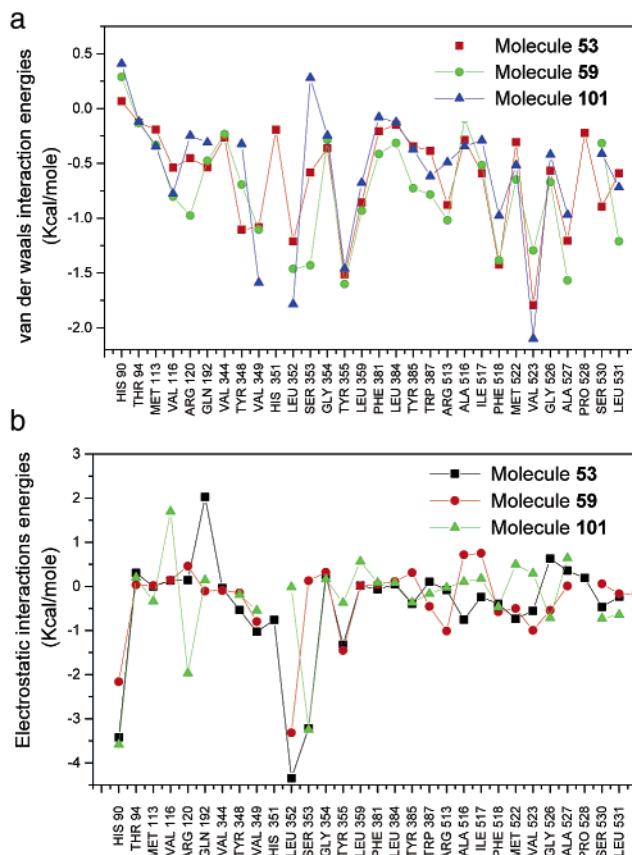 a
van der waals interaction energies
(Kcal/mole)
0.5
0.0
-0.5
-1.0
-1.5
-2.0
Molecule 53
Molecule 59
Molecule 101
HIS 90
THR 94
MET 113
VAL 116
ARG 120
GLN 192
VAL 344
TYR 348
VAL 349
HIS 351
LEU 352
SER 353
GLY 354
TYR 355
LEU 359
PHE 381
LEU 384
TYR 385
TRP 387
ARG 513
ALA 516
ILE 517
PHE 518
MET 522
VAL 523
GLY 526
ALA 527
PRO 528
SER 530
LEU 531
b
Electrostatic interactions energies
(Kcal/mole)
3
2
1
0
-1
-2
-3
-4
Molecule 53
Molecule 59
Molecule 101
HIS 90
THR 94
MET 113
VAL 116
ARG 120
GLN 192
VAL 344
TYR 348
VAL 349
HIS 351
LEU 352
SER 353
GLY 354
TYR 355
LEU 359
PHE 381
LEU 384
TYR 385
TRP 387
ARG 513
ALA 516
ILE 517
PHE 518
MET 522
VAL 523
GLY 526
ALA 527
PRO 528
SER 530
LEU 531